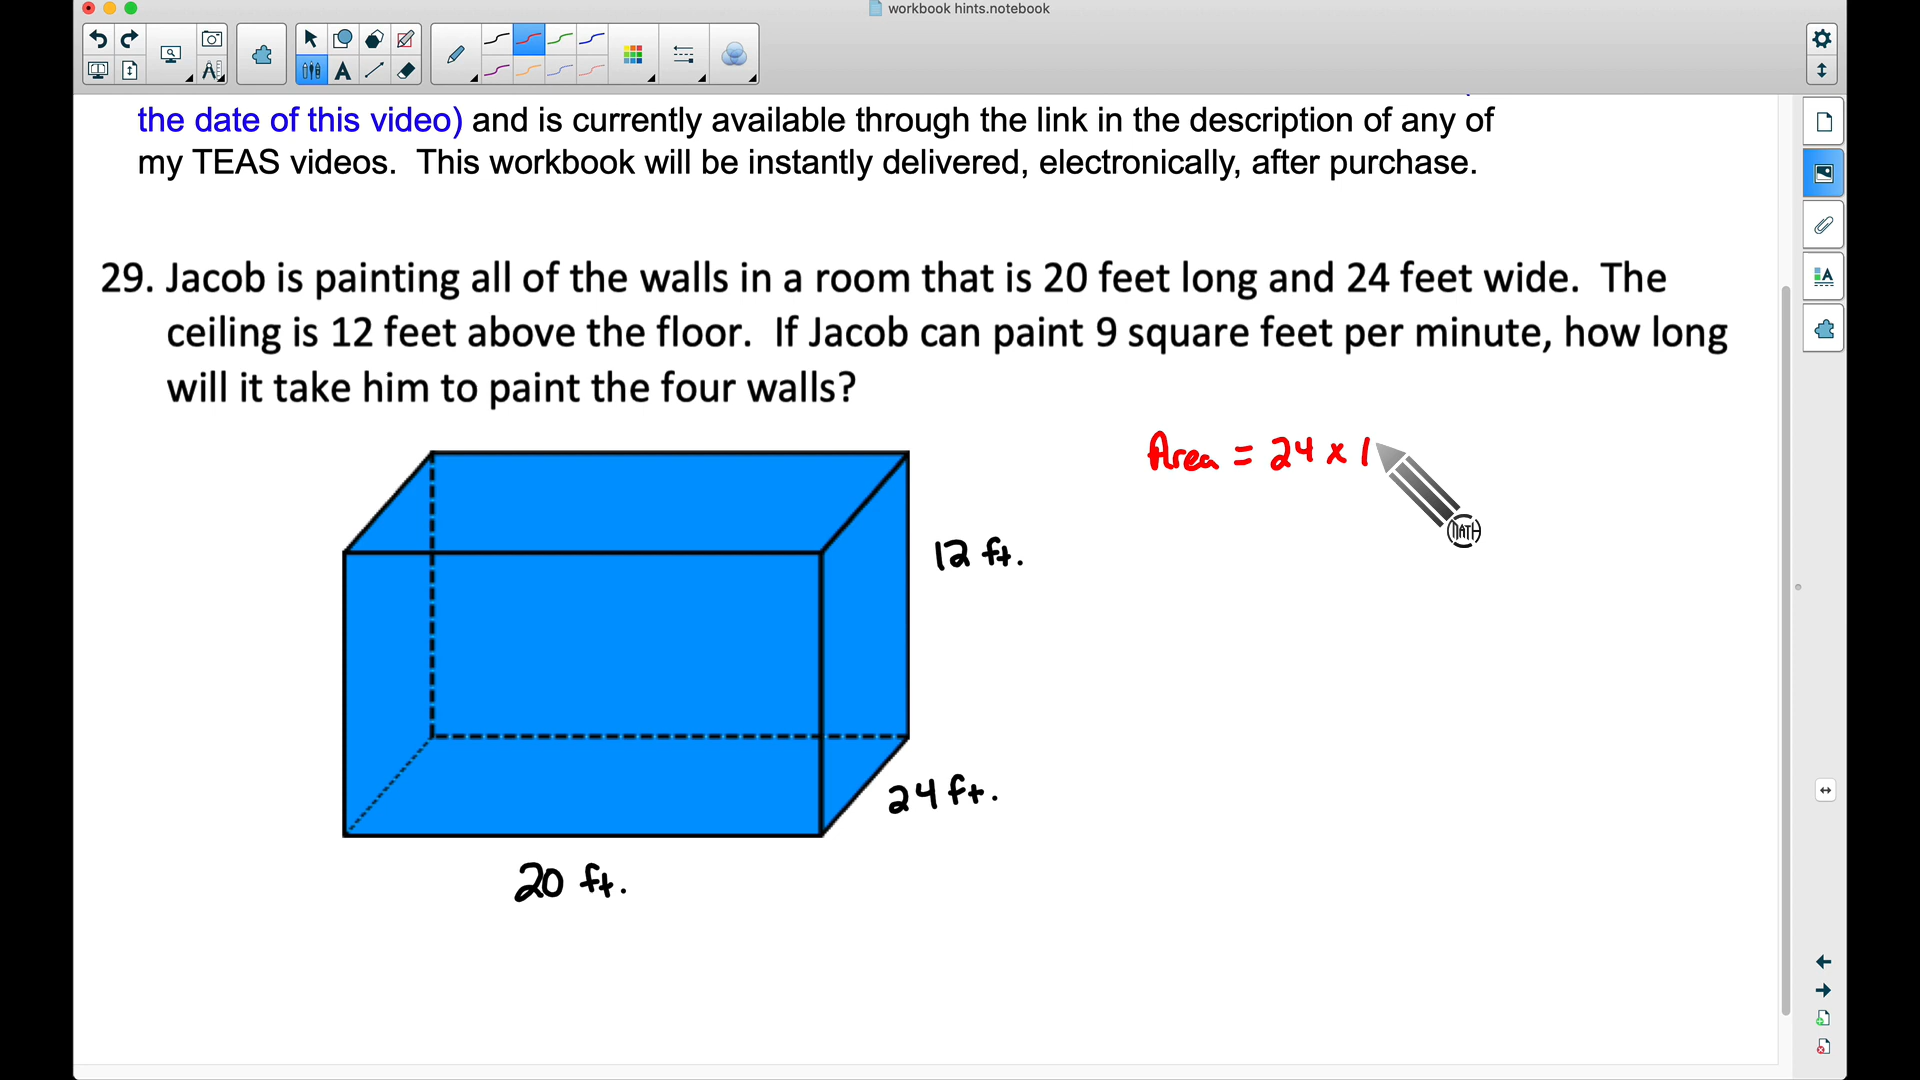 workbook hints.notebook
the date of this video) and is currently available through the link in the description of any of
my TEAS videos.  This workbook will be instantly delivered, electronically, after purchase.
29. Jacob is painting all of the walls in a room that is 20 feet long and 24 feet wide.  The
ceiling is 12 feet above the floor.  If Jacob can paint 9 square feet per minute, how long
will it take him to paint the four walls?
Area = 24 x 1
MATH
12 ft.
24 ft.
20 ft.